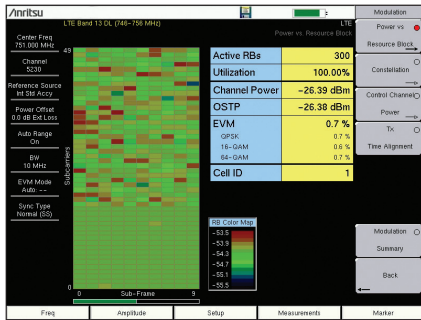 Anritsu
Modulation
LTE Band 13 DL (746-756 MHz)
LTE
Power vs. Resource Block
Center Freq
751.000 MHz
Channel
5230
Reference Source
Int Std Accy
Power Offset
0.0 dB Ext Loss
Auto Range
On
BW
10 MHz
EVM Mode
Auto: --
Sync Type
Normal (SS)
49
Subcarriers
0
0 Sub-Frame 9
Active RBs 300
Utilization 100.00%
Channel Power -26.39 dBm
OSTP -26.38 dBm
EVM 0.7 %
QPSK 0.7 %
16-QAM 0.6 %
64-QAM 0.7 %
Cell ID 1
RB Color Map
-53.5
-53.9
-54.3
-54.7
-55.1
-55.5
Power vs
Resource Block
Constellation
Control Channel
Power
Tx
Time Alignment
Modulation
Summary
Back
Freq
Amplitude
Setup
Measurements
Marker